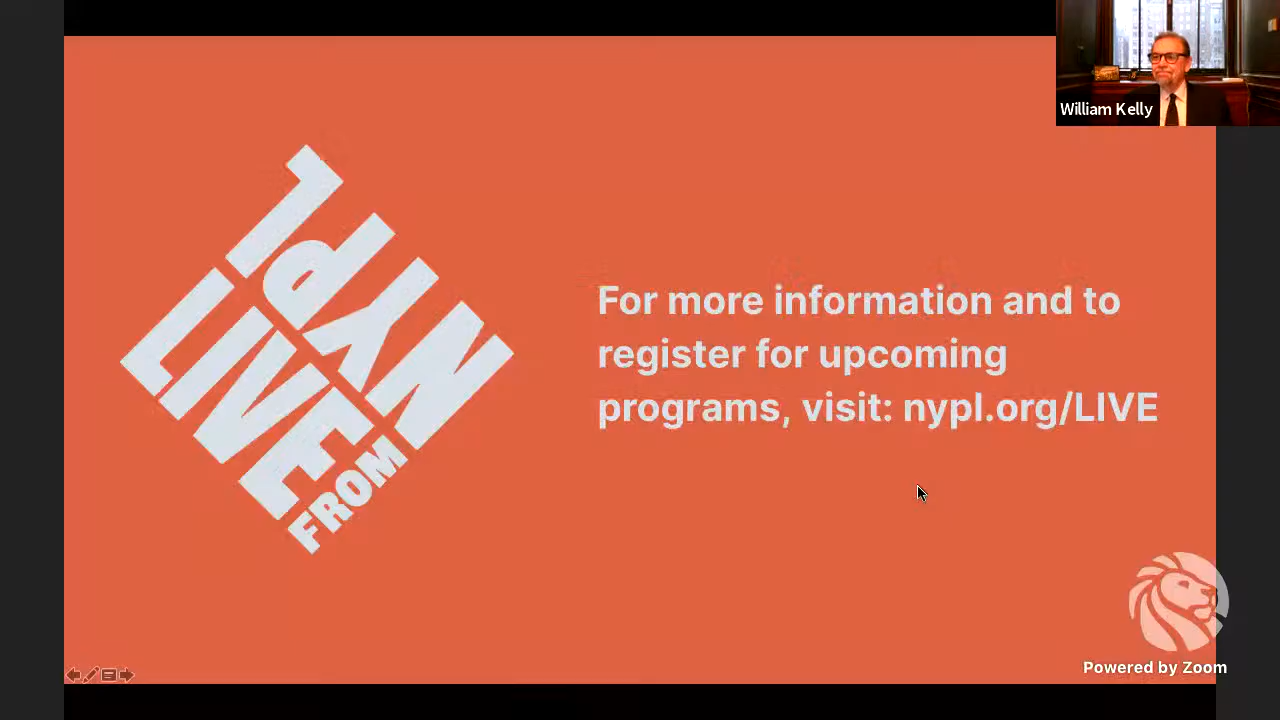 William Kelly
LIVE
FROM
NYPL
For more information and to
register for upcoming
programs, visit: nypl.org/LIVE
Powered by Zoom